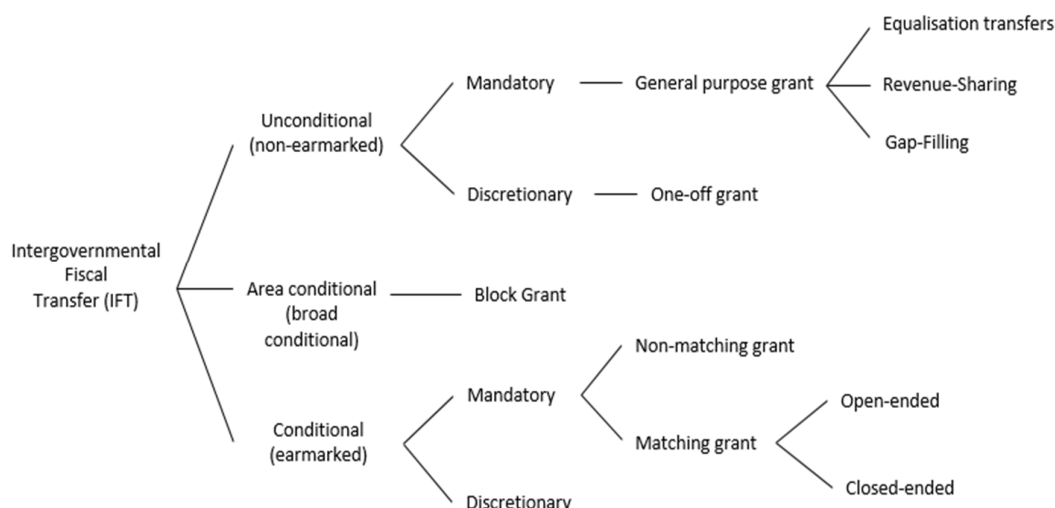 Equalisation transfers
Mandatory
General purpose grant
Revenue-Sharing
Unconditional
(non-earmarked)
Gap-Filling
Discretionary
One-off grant
Intergovernmental
Fiscal
Transfer (IFT)
Area conditional
(broad
conditional)
Block Grant
Non-matching grant
Mandatory
Open-ended
Conditional
(earmarked)
Matching grant
Closed-ended
Discretionary